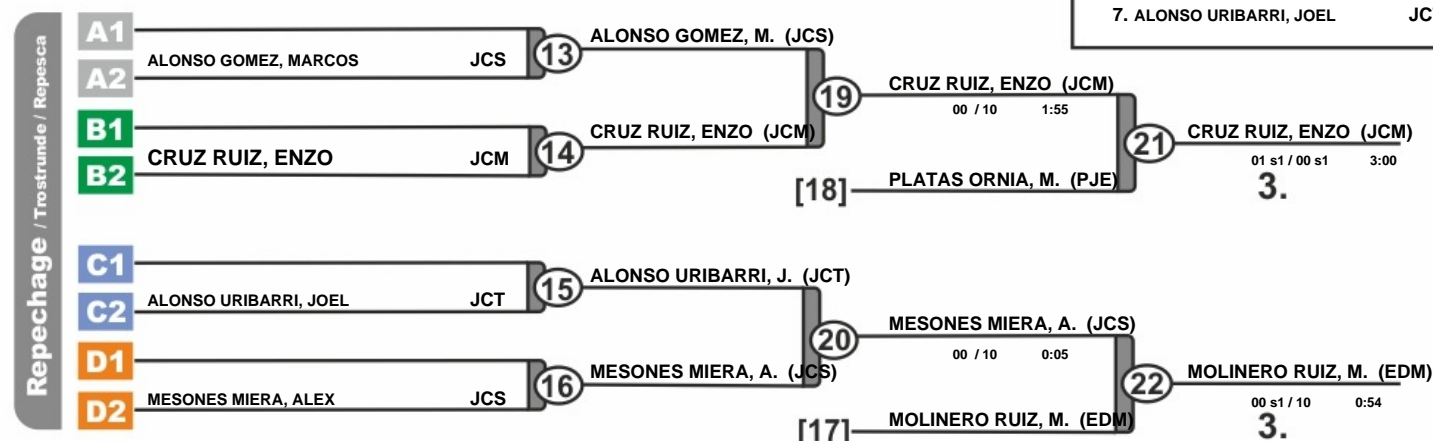 7. ALONSO URIBARRI, JOEL JC
Repechage / Trostrunde / Repesca
A1
ALONSO GOMEZ, MARCOS JCS
A2
13
ALONSO GOMEZ, M. (JCS)
B1
CRUZ RUIZ, ENZO JCM
B2
14
CRUZ RUIZ, ENZO (JCM)
19
CRUZ RUIZ, ENZO (JCM)
00 / 10 1:55
[18]
PLATAS ORNIA, M. (PJE)
21
CRUZ RUIZ, ENZO (JCM)
01 s1 / 00 s1 3:00
3.
C1
ALONSO URIBARRI, JOEL JCT
C2
15
ALONSO URIBARRI, J. (JCT)
D1
MESONES MIERA, ALEX JCS
D2
16
MESONES MIERA, A. (JCS)
20
MESONES MIERA, A. (JCS)
00 / 10 0:05
[17]
MOLINERO RUIZ, M. (EDM)
22
MOLINERO RUIZ, M. (EDM)
00 s1 / 10 0:54
3.